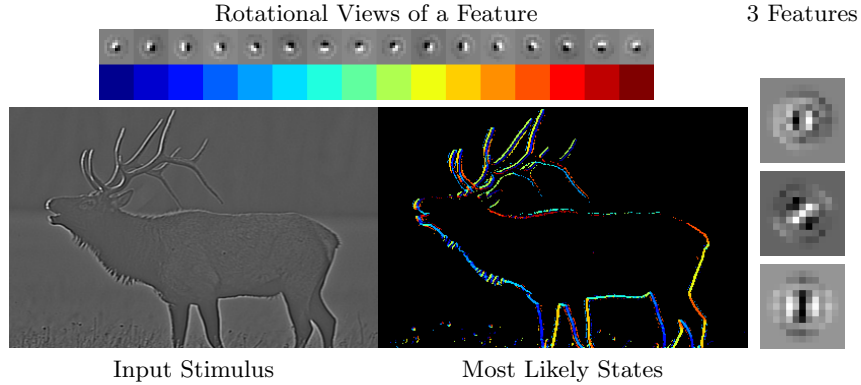 Rotational Views of a Feature
3 Features
Input Stimulus
Most Likely States